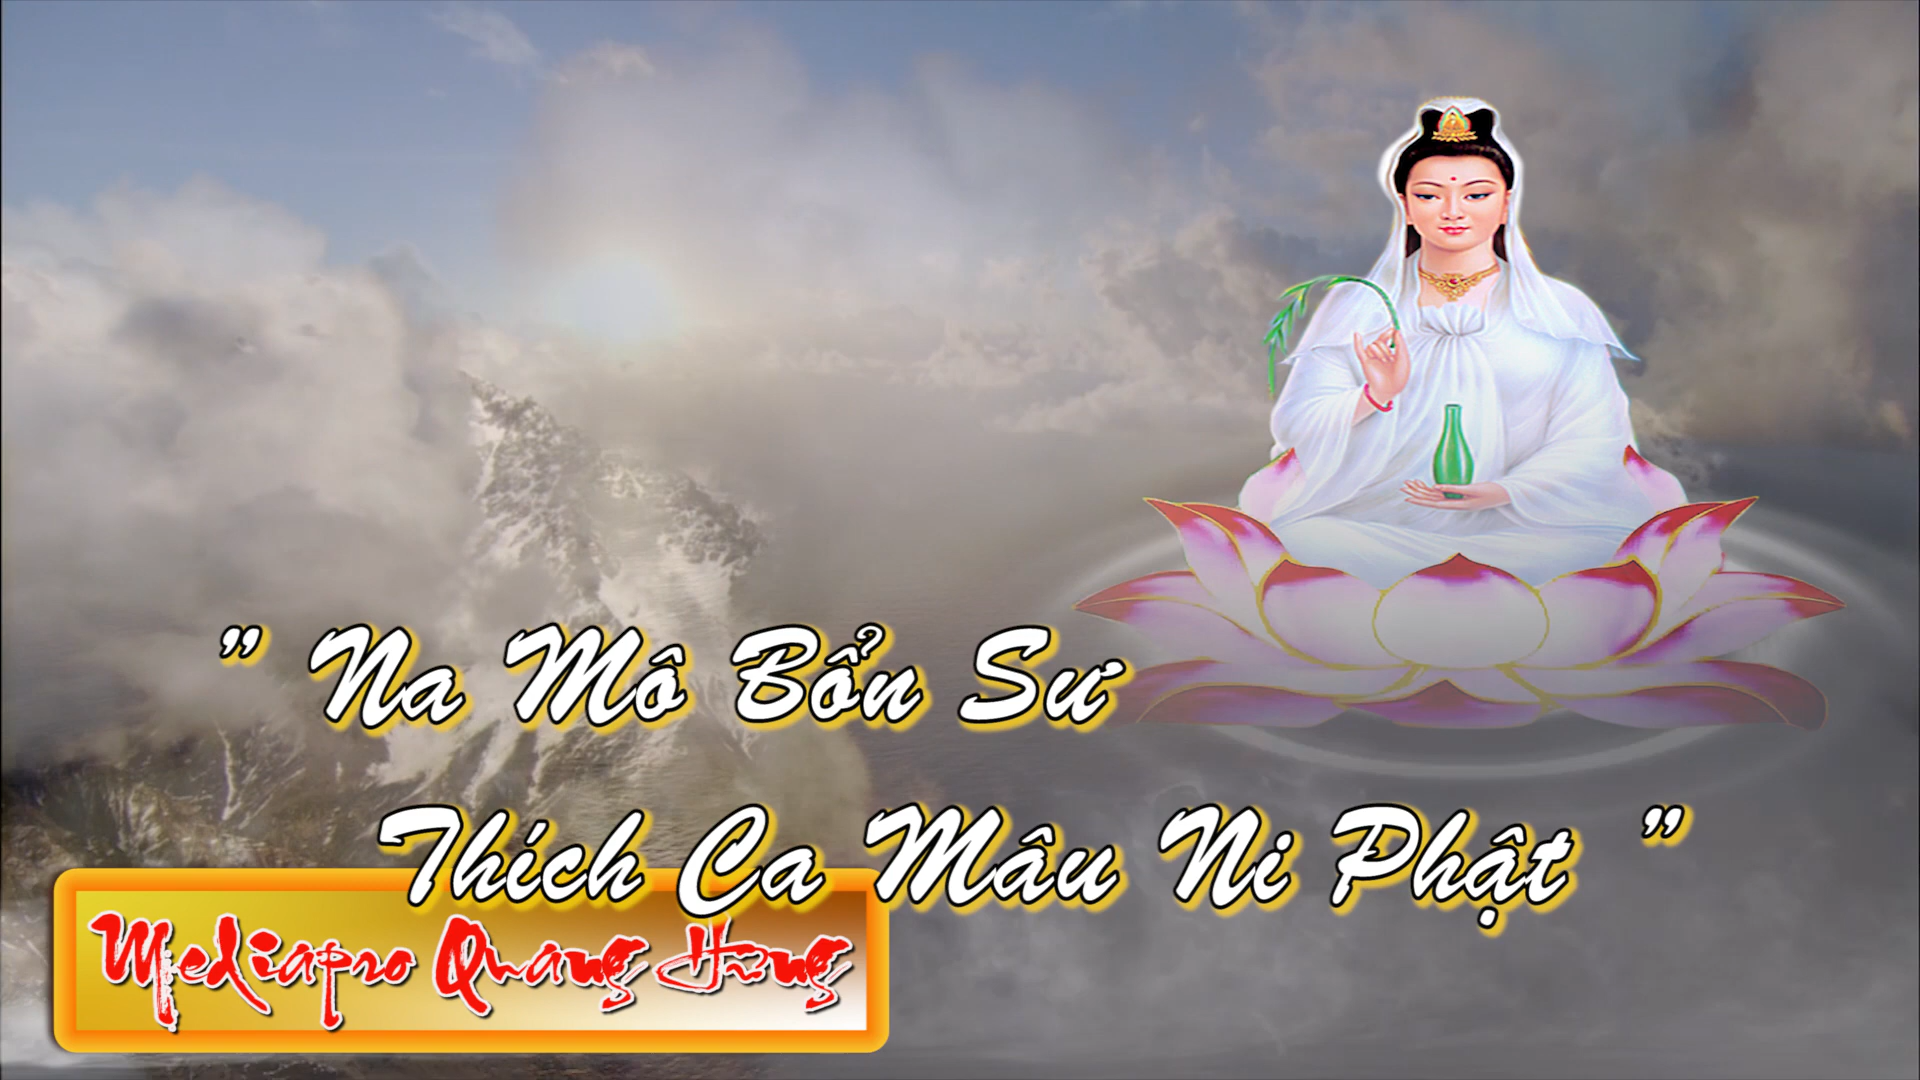 ” Na Mô Bổn Sư
Thích Ca Mâu Ni Phật ”
Mediapro Quang Hưng